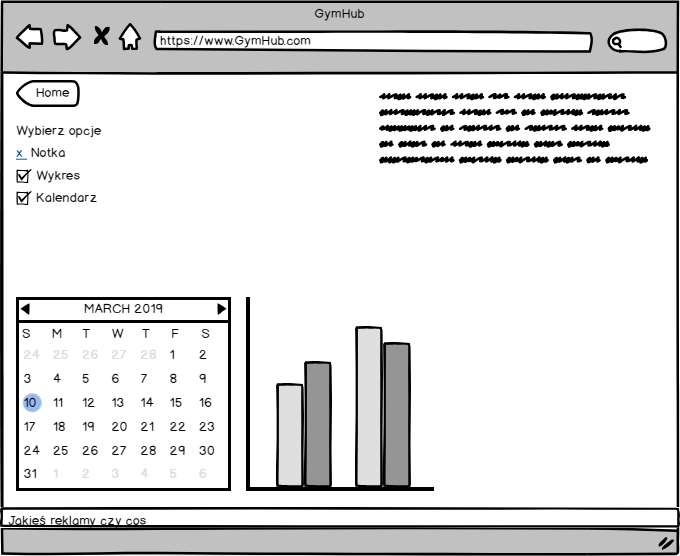 GymHub
https://www.GymHub.com
Home
Wybierz opcje
x Notka
Wykres
Kalendarz
MARCH 2019
S M T W T F S
24 25 26 27 28 1 2
3 4 5 6 7 8 9
10 11 12 13 14 15 16
17 18 19 20 21 22 23
24 25 26 27 28 29 30
31 1 2 3 4 5 6
Jakieś reklamy czy cos